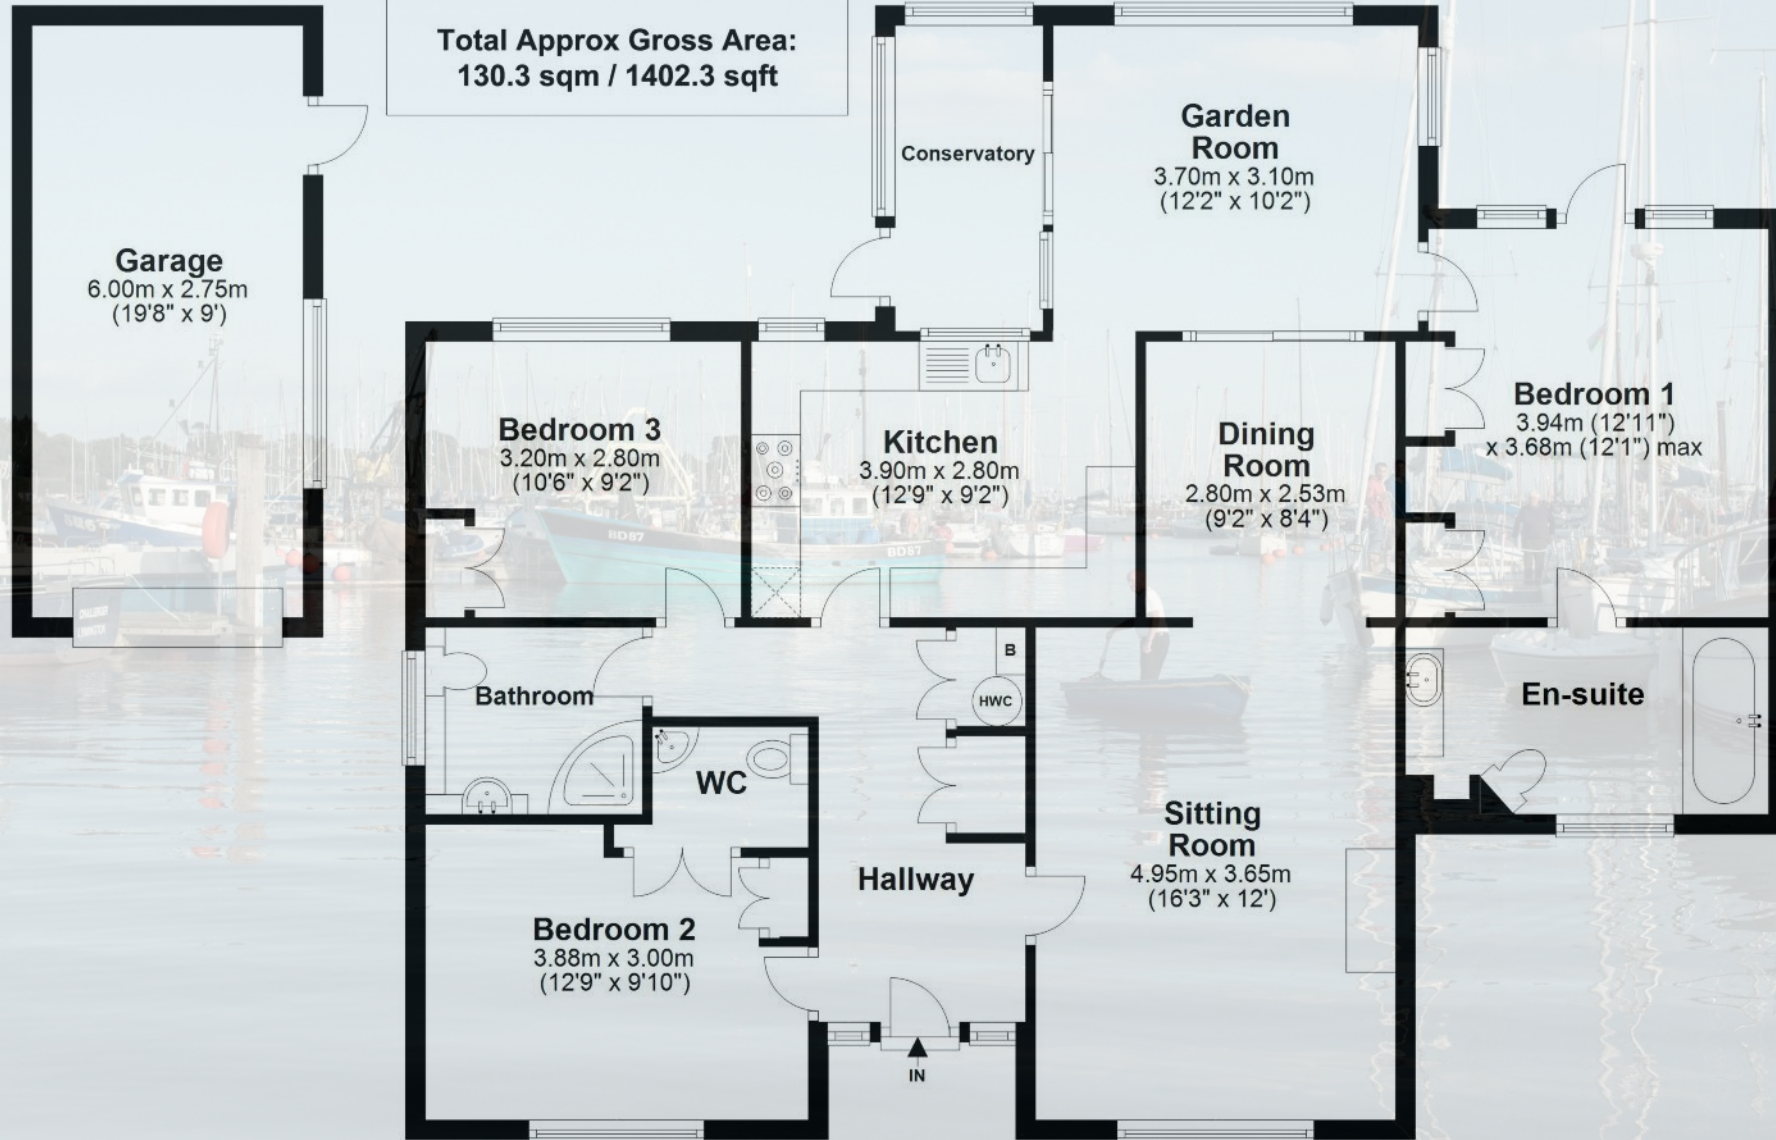 Total Approx Gross Area:
130.3 sqm / 1402.3 sqft
Conservatory
Garden
Room
3.70m x 3.10m
(12'2" x 10'2")
Garage
6.00m x 2.75m
(19'8" x 9')
Bedroom 3
3.20m x 2.80m
(10'6" x 9'2")
Kitchen
3.90m x 2.80m
(12'9" x 9'2")
Dining
Room
2.80m x 2.53m
(9'2" x 8'4")
Bedroom 1
3.94m (12'11")
x 3.68m (12'1") max
BD87
BD87
Bathroom
B
HWC
En-suite
WC
Sitting
Room
4.95m x 3.65m
(16'3" x 12')
Hallway
Bedroom 2
3.88m x 3.00m
(12'9" x 9'10")
IN